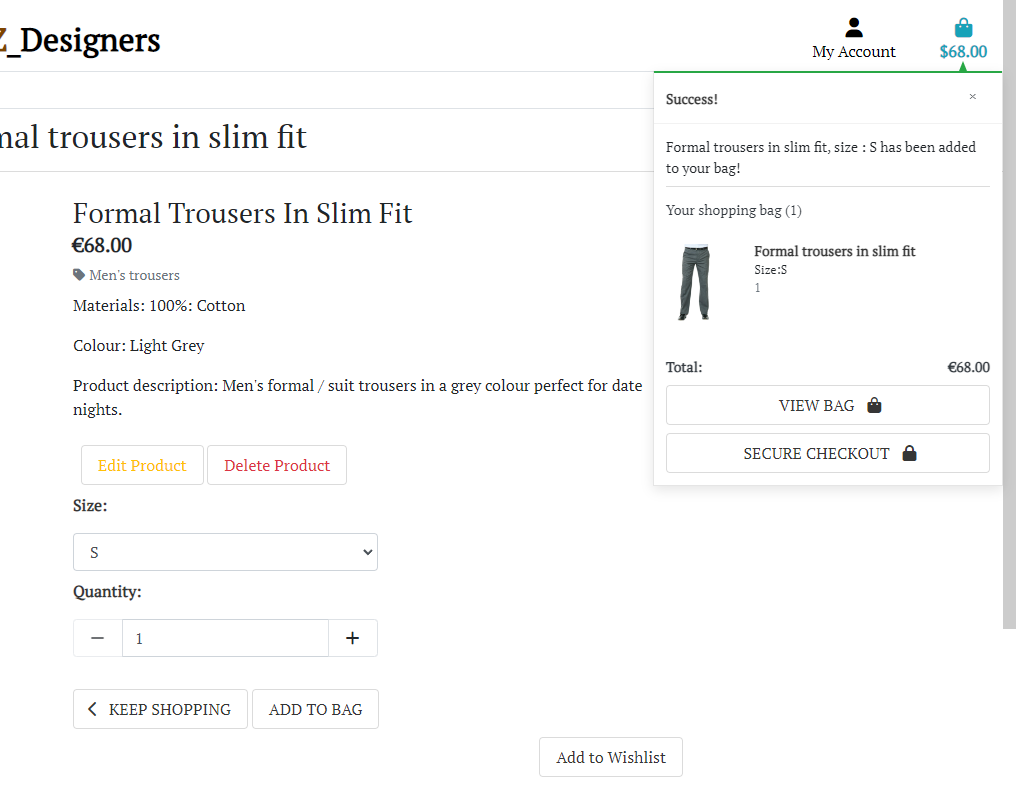 Z_Designers
My Account
$68.00
mal trousers in slim fit
Success!
×
Formal trousers in slim fit, size : S has been added
to your bag!
Your shopping bag (1)
Formal trousers in slim fit
Size:S
1
Total: €68.00
VIEW BAG
SECURE CHECKOUT
Formal Trousers In Slim Fit
€68.00
Men's trousers
Materials: 100%: Cotton
Colour: Light Grey
Product description: Men's formal / suit trousers in a grey colour perfect for date
nights.
Edit Product Delete Product
Size:
S
Quantity:
1
KEEP SHOPPING ADD TO BAG
Add to Wishlist